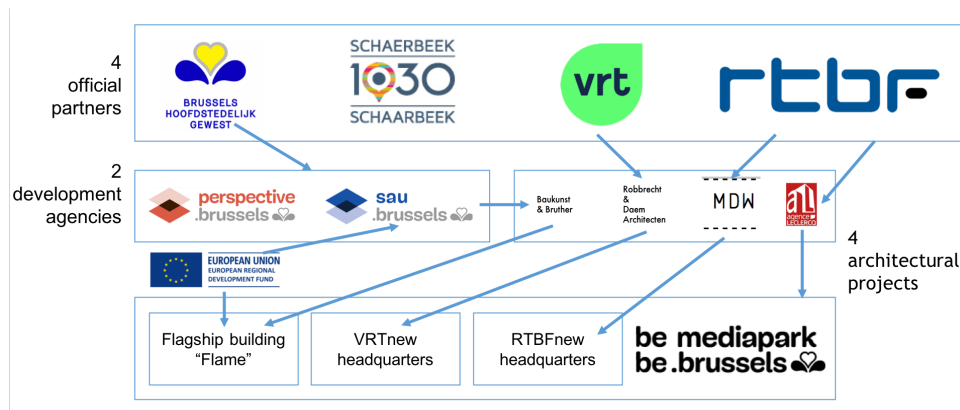 4
official
partners
BRUSSELS
HOOFDSTEDELIJK
GEWEST
SCHAERBEEK
1030
SCHAARBEEK
vrt
rtbf
2
development
agencies
perspective
.brussels
sau
.brussels
Baukunst
& Bruther
Robbrecht
&
Daem
Architecten
MDW
aLl
agence
LECLERCQ
EUROPEAN UNION
EUROPEAN REGIONAL
DEVELOPMENT FUND
4
architectural
projects
Flagship building
“Flame”
VRTnew
headquarters
RTBFnew
headquarters
be mediapark
be.brussels